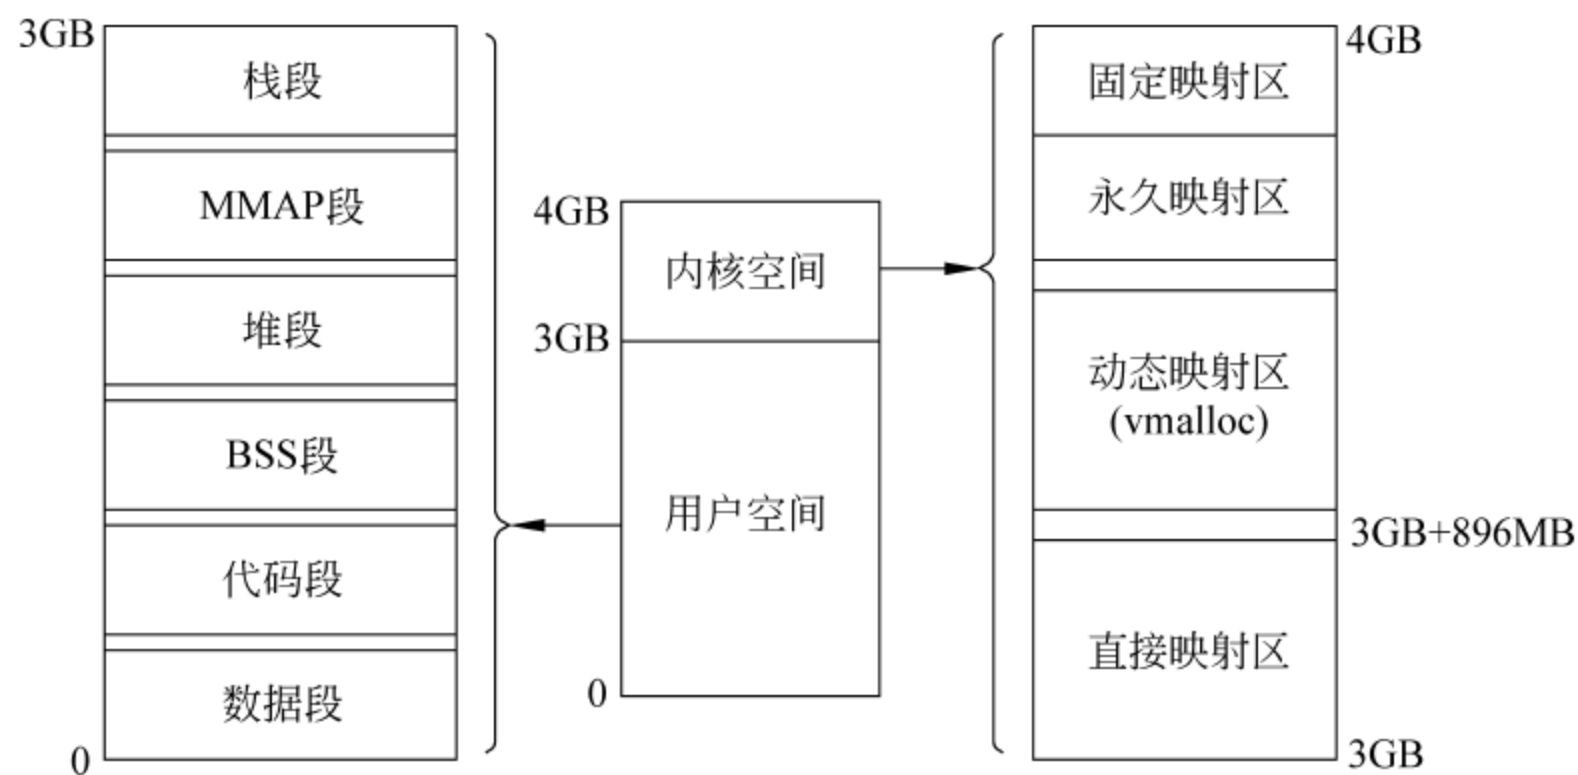 3GB
栈段
MMAP段
堆段
BSS段
代码段
数据段
0
4GB
内核空间
3GB
用户空间
0
4GB
固定映射区
永久映射区
动态映射区
(vmalloc)
3GB+896MB
直接映射区
3GB